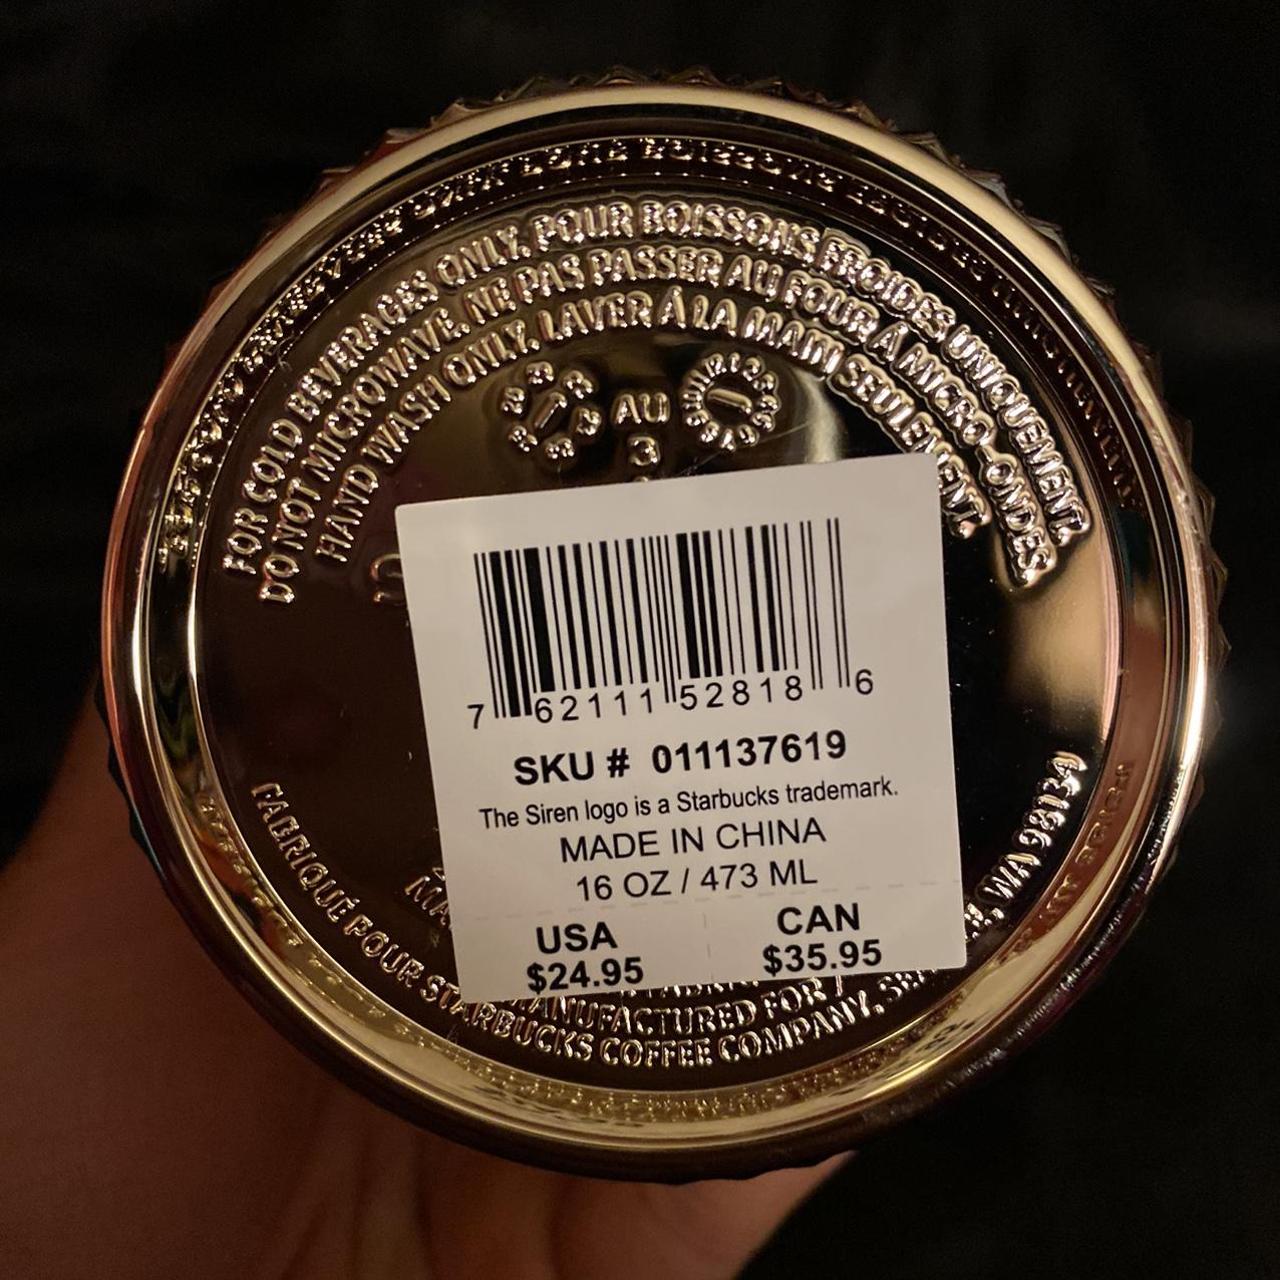 FOR COLD BEVERAGES ONLY. POUR BOISSONS FROIDES UNIQUEMENT.
DO NOT MICROWAVE. NE PAS PASSER AU FOUR À MICRO-ONDES
HAND WASH ONLY. LAVER À LA MAIN SEULEMENT.
AU
3
7 62111 52818 6
SKU # 011137619
The Siren logo is a Starbucks trademark.
MADE IN CHINA
16 OZ / 473 ML
USA CAN
$24.95 $35.95
MANUFACTURED FOR /
FABRIQUÉ POUR STARBUCKS COFFEE COMPANY, WA 98134